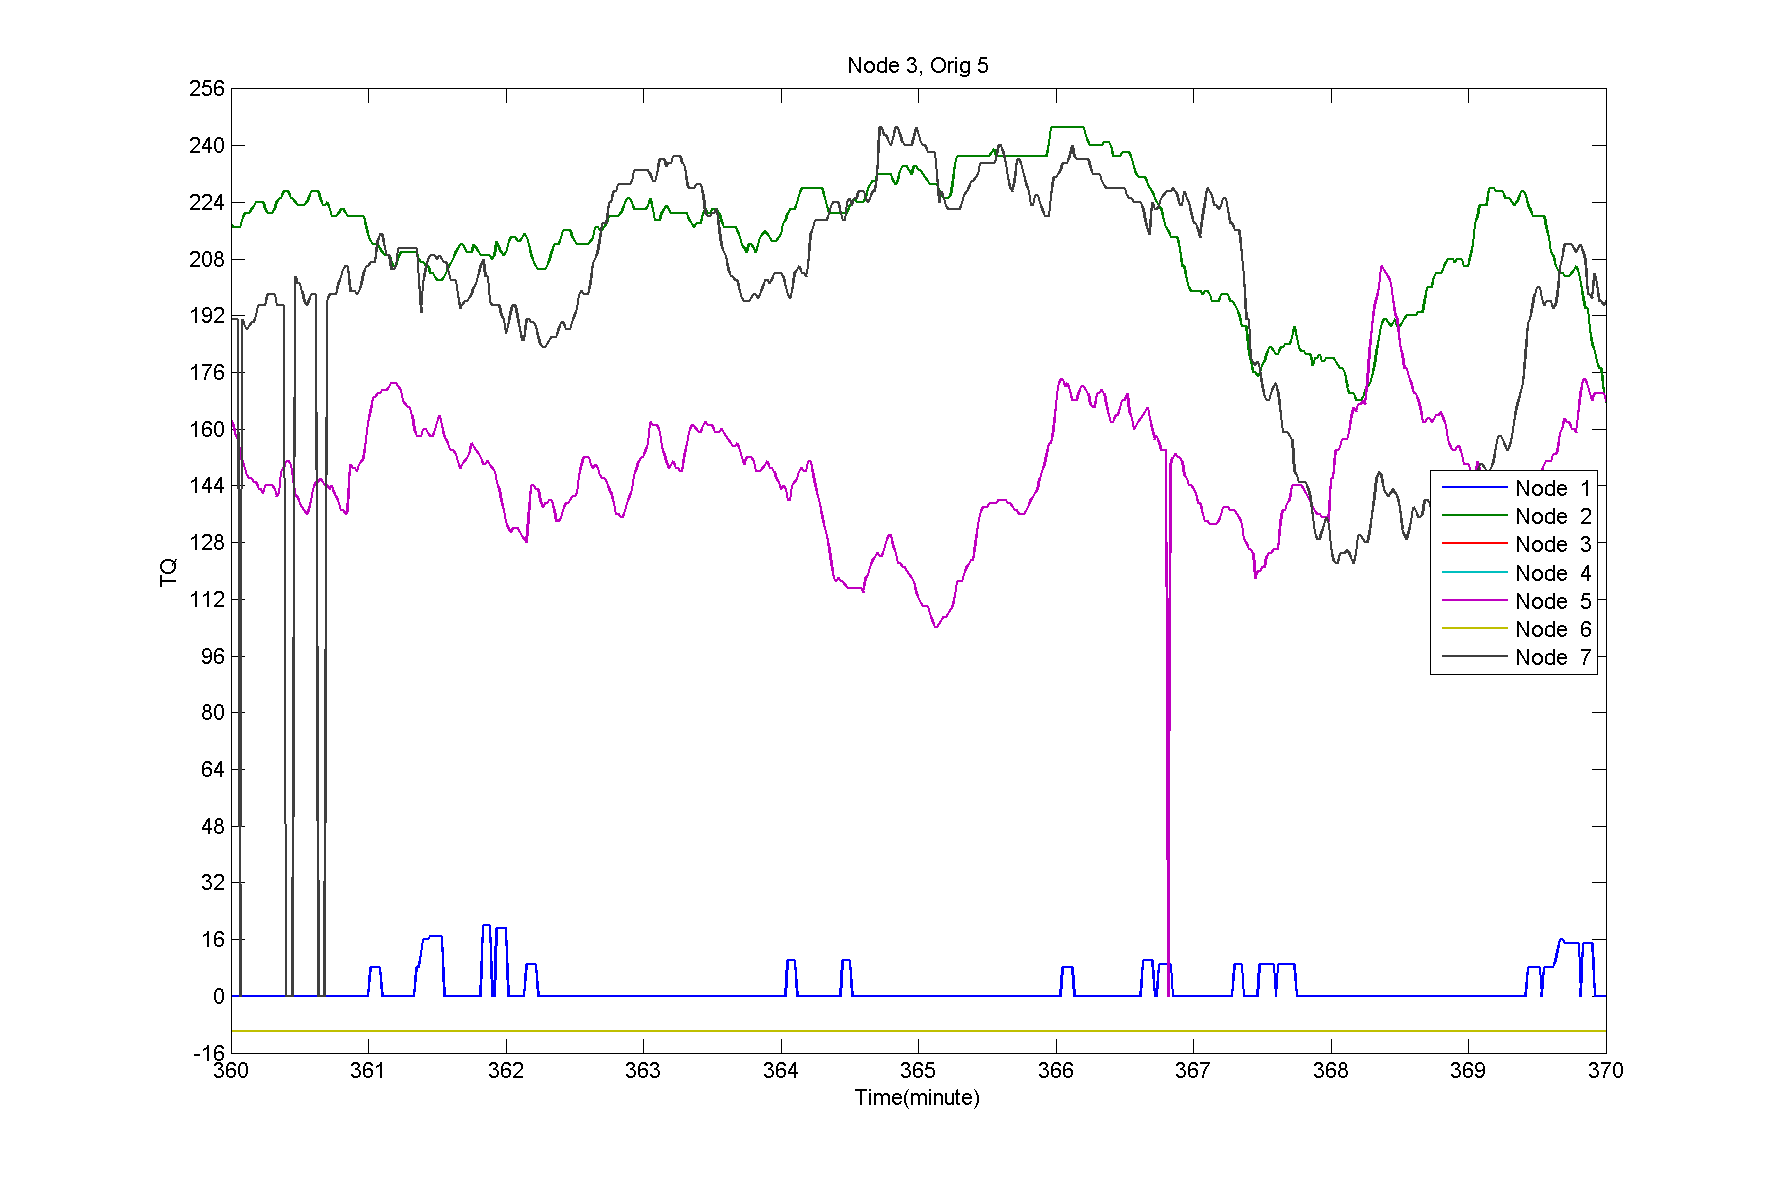 Node 3, Orig 5
256
240
224
208
192
176
160
144
128
112
96
80
64
48
32
16
0
-16
TQ
Node 1
Node 2
Node 3
Node 4
Node 5
Node 6
Node 7
360 361 362 363 364 365 366 367 368 369 370
Time(minute)